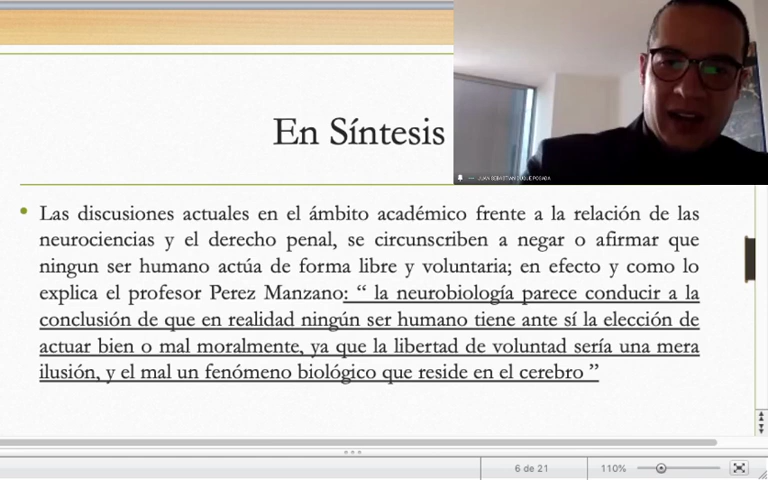 JUAN SEBASTIAN DUQUE POSADA
En Síntesis
• Las discusiones actuales en el ámbito académico frente a la relación de las
neurociencias y el derecho penal, se circunscriben a negar o afirmar que
ningun ser humano actúa de forma libre y voluntaria; en efecto y como lo
explica el profesor Perez Manzano: “ la neurobiología parece conducir a la
conclusión de que en realidad ningún ser humano tiene ante sí la elección de
actuar bien o mal moralmente, ya que la libertad de voluntad sería una mera
ilusión, y el mal un fenómeno biológico que reside en el cerebro ”
6 de 21
110%